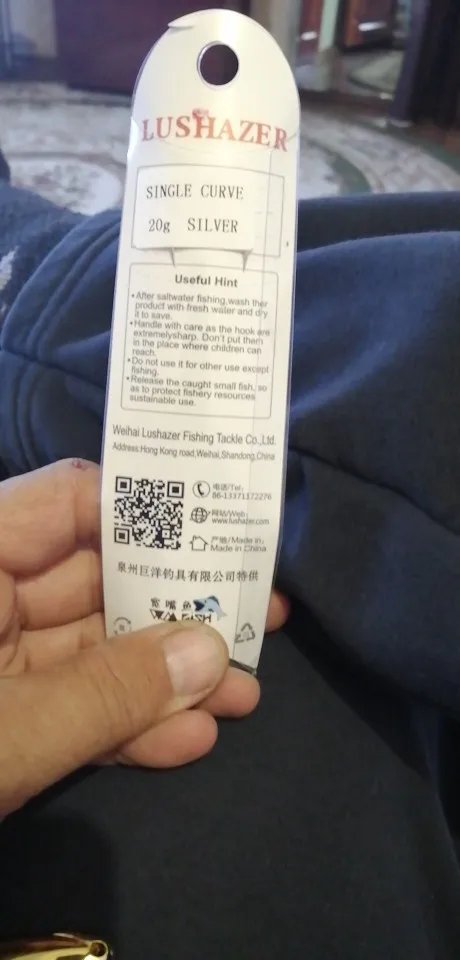 LUSHAZER
SINGLE CURVE
20g SILVER
Useful Hint
•After saltwater fishing,wash ther
product with fresh water and dry
it to save.
•Handle with care as the hook are
extremelysharp. Don't put them
in the place where children can
reach.
•Do not use it for other use except
fishing.
•Release the caught small fish, so
as to protect fishery resources
sustainable use.
Weihai Lushazer Fishing Tackle Co.,Ltd.
Address:Hong Kong road,Weihai,Shandong,China
电话/Tel:
86-13371172276
网站/Web:
www.lushazer.com
产地/Made in:
Made in China
泉州巨洋钓具有限公司特供
宽嘴鱼